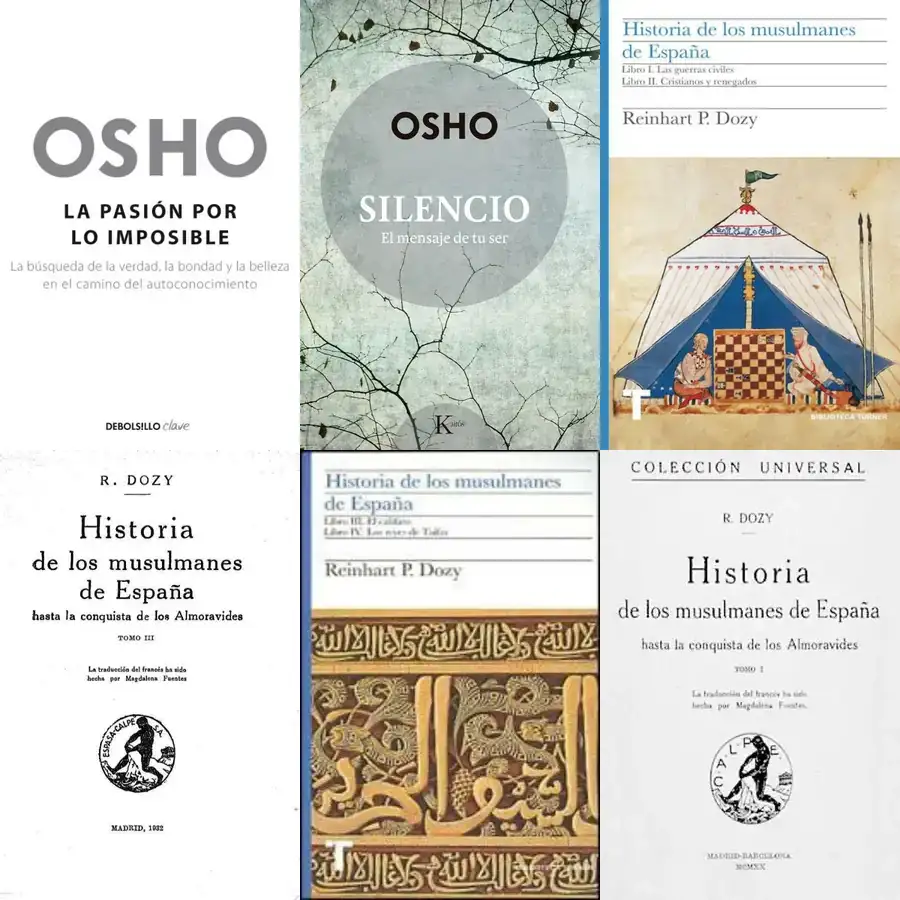 OSHO
LA PASIÓN POR
LO IMPOSIBLE
La búsqueda de la verdad, la bondad y la belleza
en el camino del autoconocimiento
DEBOLSILLO clave
OSHO
SILENCIO
El mensaje de tu ser
K
Historia de los musulmanes
de España
Libro I. Las guerras civiles
Libro II. Cristianos y renegados
Reinhart P. Dozy
T
BIBLIOTECA TURNER
R. DOZY
Historia
de los musulmanes
de España
hasta la conquista de los Almoravides
TOMO III
La traducción del francés ha sido
hecha por Magdalena Fuentes
ESPASA-CALPE S.A.
MADRID, 1932
Historia de los musulmanes
de España
Libro III. El califato
Libro IV. Los reyes de Taifas
Reinhart P. Dozy
T
COLECCIÓN UNIVERSAL
R. DOZY
Historia
de los musulmanes de España
hasta la conquista de los Almoravides
TOMO I
La traducción del francés ha sido
hecha por Magdalena Fuentes.
CALPE
MADRID-BARCELONA
MCMXX